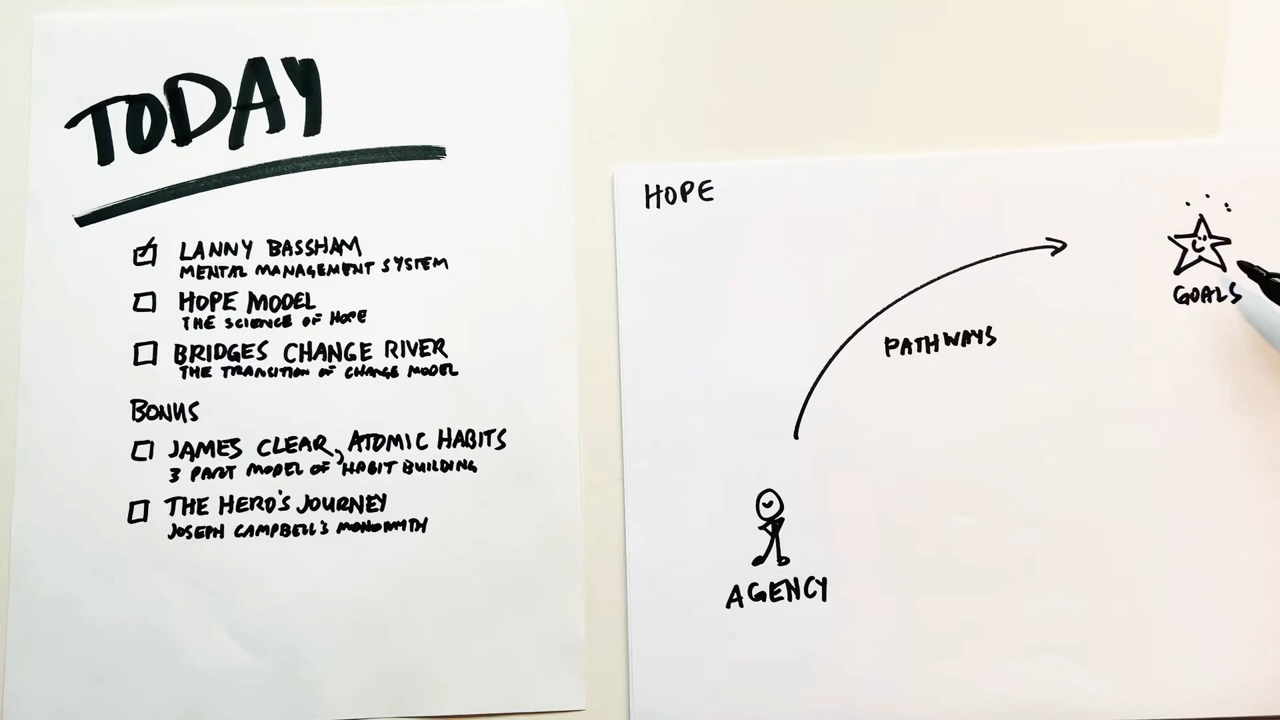 TODAY
LANNY BASSHAM
MENTAL MANAGEMENT SYSTEM
HOPE MODEL
THE SCIENCE OF HOPE
BRIDGES CHANGE RIVER
THE TRANSITION OF CHANGE MODEL
BONUS
JAMES CLEAR, ATOMIC HABITS
3 PART MODEL OF HABIT BUILDING
THE HERO'S JOURNEY
JOSEPH CAMPBELL'S MONOMYTH
HOPE
GOALS
PATHWAYS
AGENCY